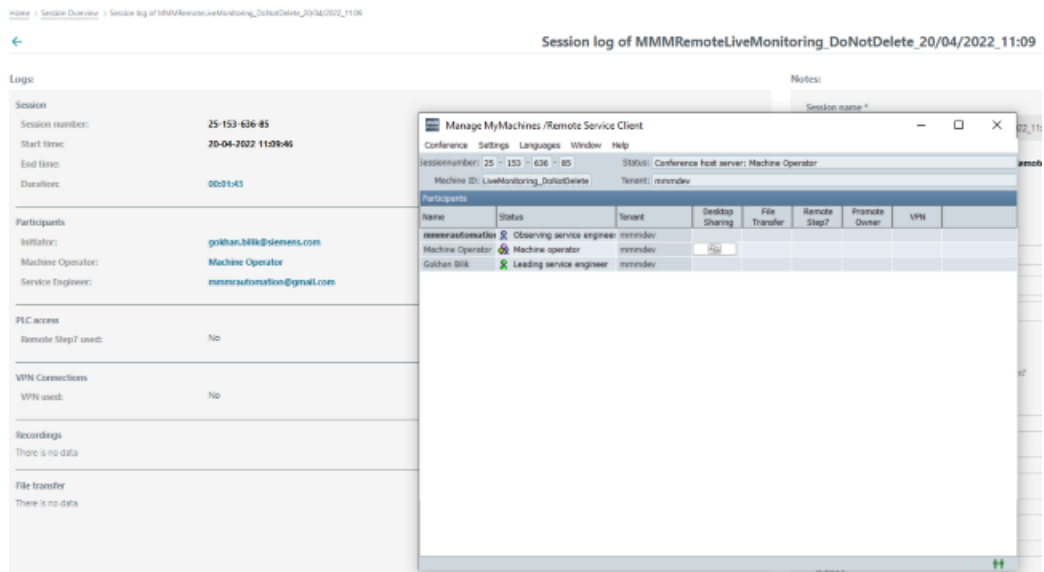 Home > Session Overview > Session log of MMMRemoteLiveMonitoring_DoNotDelete_20/04/2022_11:09
Session log of MMMRemoteLiveMonitoring_DoNotDelete_20/04/2022_11:09
Logs:
Session
Session number: 25-153-636-85
Start time: 20-04-2022 11:09:46
End time:
Duration: 00:01:43
Participants
Initiator: gokhan.bilik@siemens.com
Machine Operator: Machine Operator
Service Engineer: mmmrautomation@gmail.com
PLC access
Remote Step7 used: No
VPN Connections
VPN used: No
Recordings
There is no data
File transfer
There is no data
Notes:
Session name *
22_11:
Manage MyMachines /Remote Service Client
Conference Settings Languages Window Help
Sessionnumber: 25 - 153 - 636 - 85 Status: Conference host server: Machine Operator
Machine ID: LiveMonitoring_DoNotDelete Tenant: mmmdev
Participants
Name Status Tenant Desktop Sharing File Transfer Remote Step7 Promote Owner VPN
mmmrautomation Observing service engineer mmmdev
Machine Operator Machine operator mmmdev
Gokhan Bilik Leading service engineer mmmdev